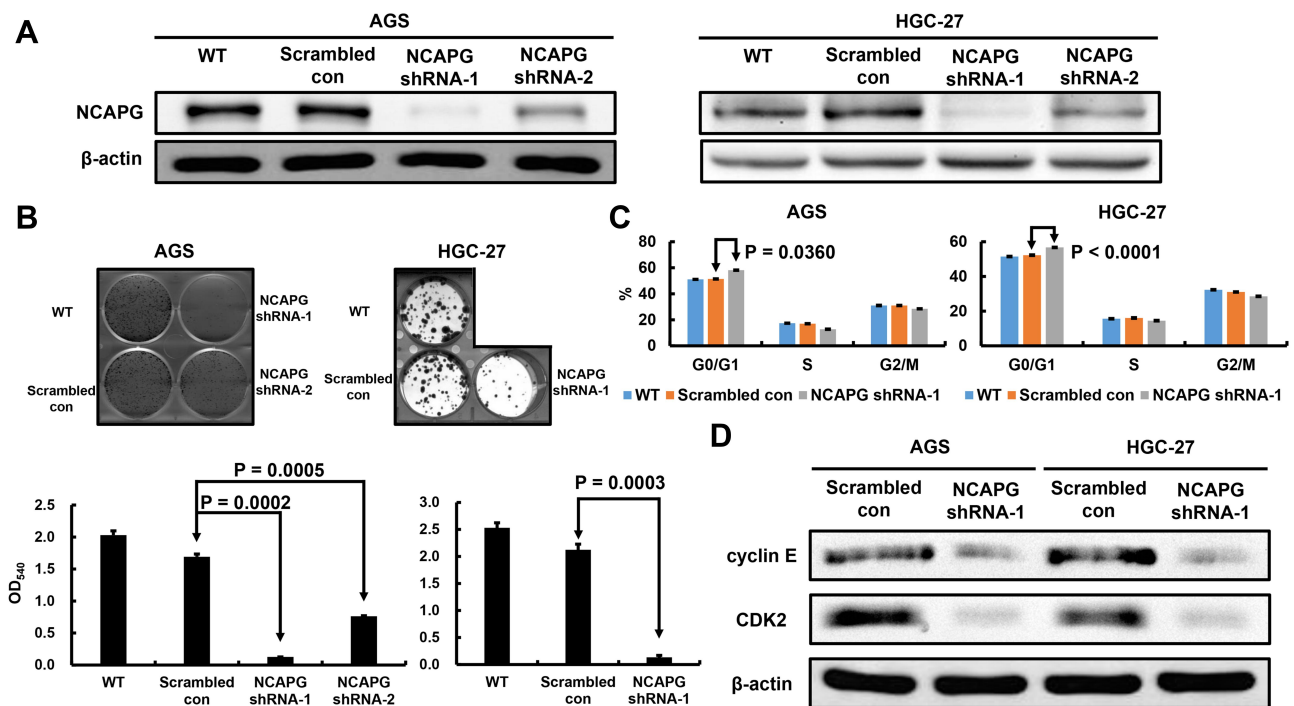 A
AGS
WT
Scrambled
con
NCAPG
shRNA-1
NCAPG
shRNA-2
NCAPG
β-actin
HGC-27
WT
Scrambled
con
NCAPG
shRNA-1
NCAPG
shRNA-2
B
AGS
WT
NCAPG
shRNA-1
Scrambled
con
NCAPG
shRNA-2
HGC-27
WT
Scrambled
con
NCAPG
shRNA-1
P = 0.0005
P = 0.0002
OD540
2.5
2.0
1.5
1.0
0.5
0.0
WT
Scrambled
con
NCAPG
shRNA-1
NCAPG
shRNA-2
P = 0.0003
3.0
2.5
2.0
1.5
1.0
0.5
0.0
WT
Scrambled
con
NCAPG
shRNA-1
C
AGS
P = 0.0360
%
80
60
40
20
0
G0/G1 S G2/M
WT Scrambled con NCAPG shRNA-1
HGC-27
P < 0.0001
60
40
20
0
G0/G1 S G2/M
WT Scrambled con NCAPG shRNA-1
D
AGS
HGC-27
Scrambled
con
NCAPG
shRNA-1
Scrambled
con
NCAPG
shRNA-1
cyclin E
CDK2
β-actin